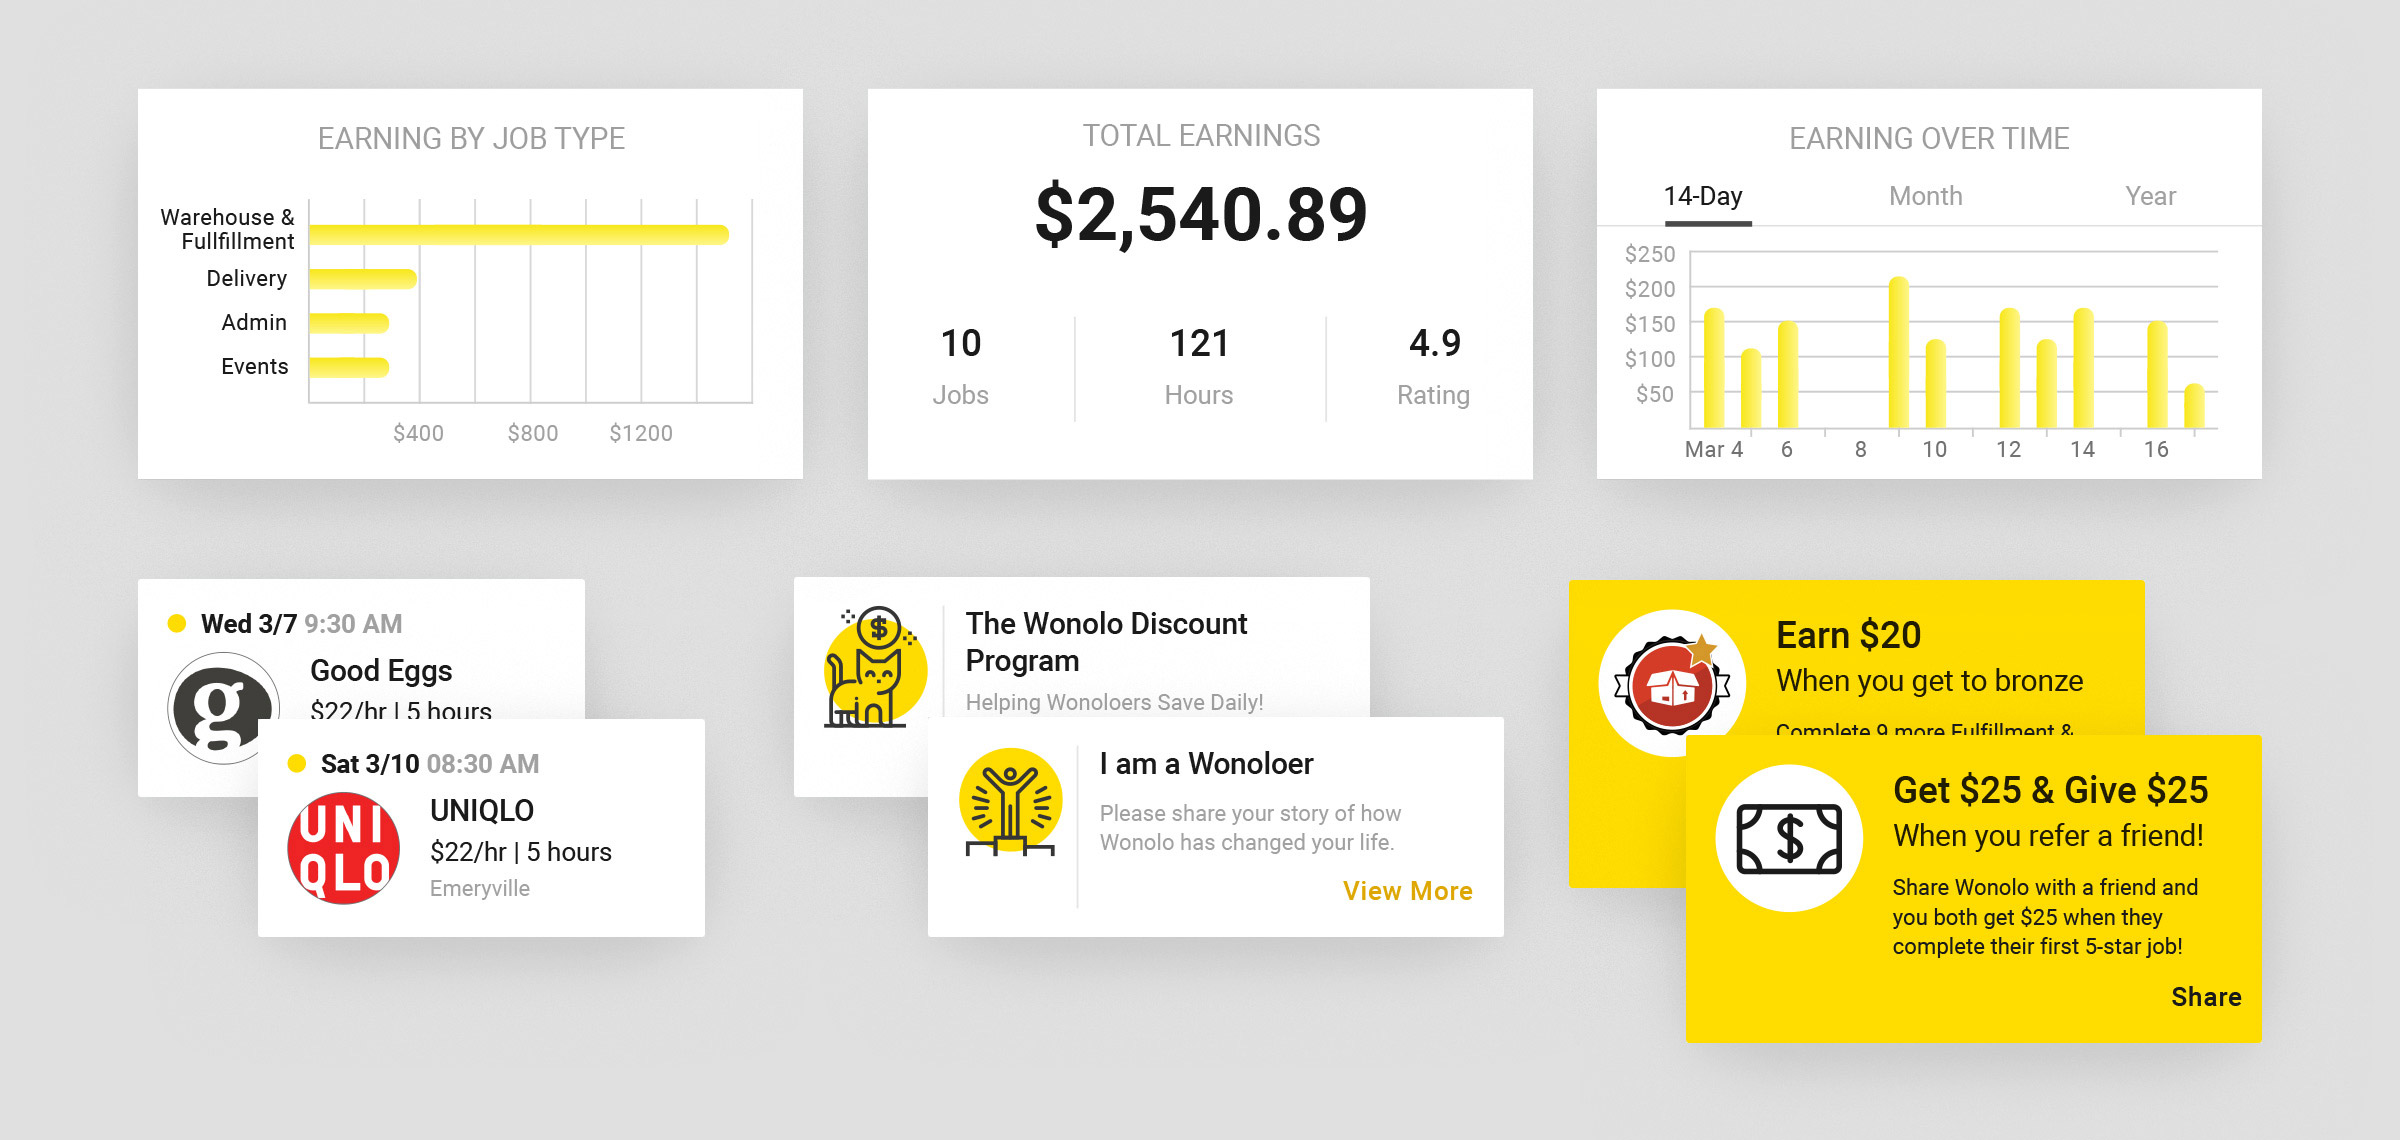 EARNING BY JOB TYPE
Warehouse &
Fullfillment
Delivery
Admin
Events
$400 $800 $1200
TOTAL EARNINGS
$2,540.89
10 121 4.9
Jobs Hours Rating
EARNING OVER TIME
14-Day Month Year
$250
$200
$150
$100
$50
Mar 4 6 8 10 12 14 16
Wed 3/7 9:30 AM
g
Good Eggs
$22/hr | 5 hours
Sat 3/10 08:30 AM
UNI
QLO
UNIQLO
$22/hr | 5 hours
Emeryville
$
The Wonolo Discount
Program
Helping Wonoloers Save Daily!
I am a Wonoloer
Please share your story of how
Wonolo has changed your life.
View More
Earn $20
When you get to bronze
Complete 9 more Fulfillment &
$
Get $25 & Give $25
When you refer a friend!
Share Wonolo with a friend and
you both get $25 when they
complete their first 5-star job!
Share